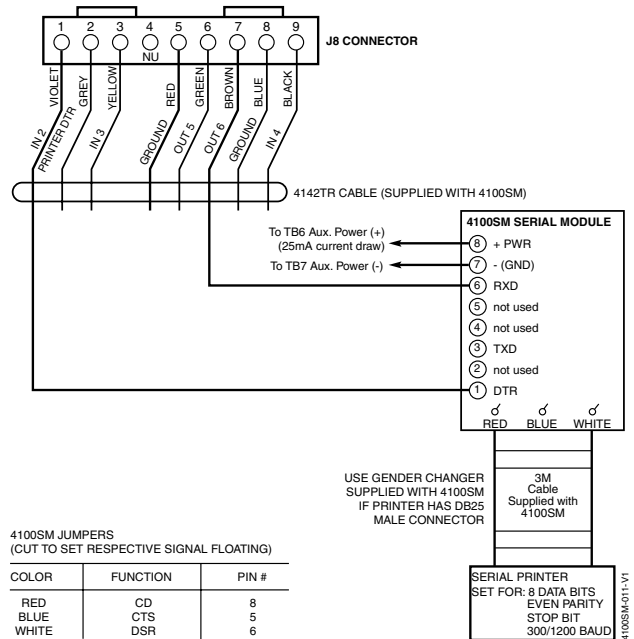 1 2 3 4 5 6 7 8 9
NU
J8 CONNECTOR
VIOLET
GREY
YELLOW
RED
GREEN
BROWN
BLUE
BLACK
IN 2
PRINTER DTR
IN 3
GROUND
OUT 5
OUT 6
GROUND
IN 4
4142TR CABLE (SUPPLIED WITH 4100SM)
To TB6 Aux. Power (+)
(25mA current draw)
To TB7 Aux. Power (-)
4100SM SERIAL MODULE
8 + PWR
7 - (GND)
6 RXD
5 not used
4 not used
3 TXD
2 not used
1 DTR
RED BLUE WHITE
USE GENDER CHANGER
SUPPLIED WITH 4100SM
IF PRINTER HAS DB25
MALE CONNECTOR
3M
Cable
Supplied with
4100SM
4100SM JUMPERS
(CUT TO SET RESPECTIVE SIGNAL FLOATING)
COLOR FUNCTION PIN #
RED CD 8
BLUE CTS 5
WHITE DSR 6
SERIAL PRINTER
SET FOR: 8 DATA BITS
EVEN PARITY
STOP BIT
300/1200 BAUD
4100SM-011-V1